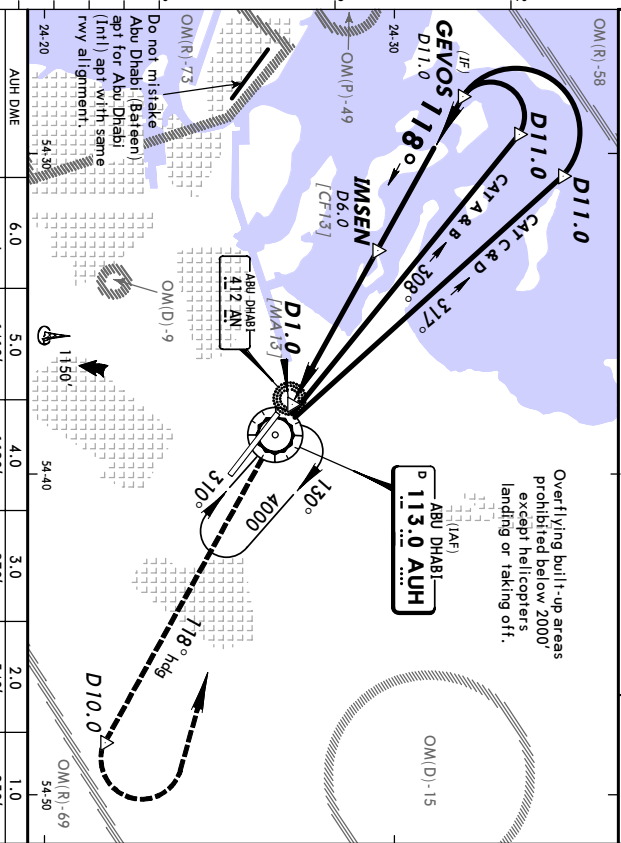 OM(R)-58
OM(P)-49
OM(R)-73
24-30
24-20
54-30
54-40
54-50
Do not mistake
Abu Dhabi (Bateen)
apt for Abu Dhabi
(Intl) apt with same
rwy alignment.
(IF)
GEVOS
D11.0
118°
D11.0
D11.0
CAT A & B
308°
CAT C & D
317°
IMSEN
D6.0
[CF13]
D1.0
[MA13]
ABU DHABI
412 AN
OM(D)-9
1150'
Overflying built-up areas
prohibited below 2000'
except helicopters
landing or taking off.
(IAF)
ABU DHABI
D 113.0 AUH
130°
4000
310°
118° hdg
D10.0
OM(D)-15
OM(R)-69
AUH DME 6.0 5.0 4.0 3.0 2.0 1.0